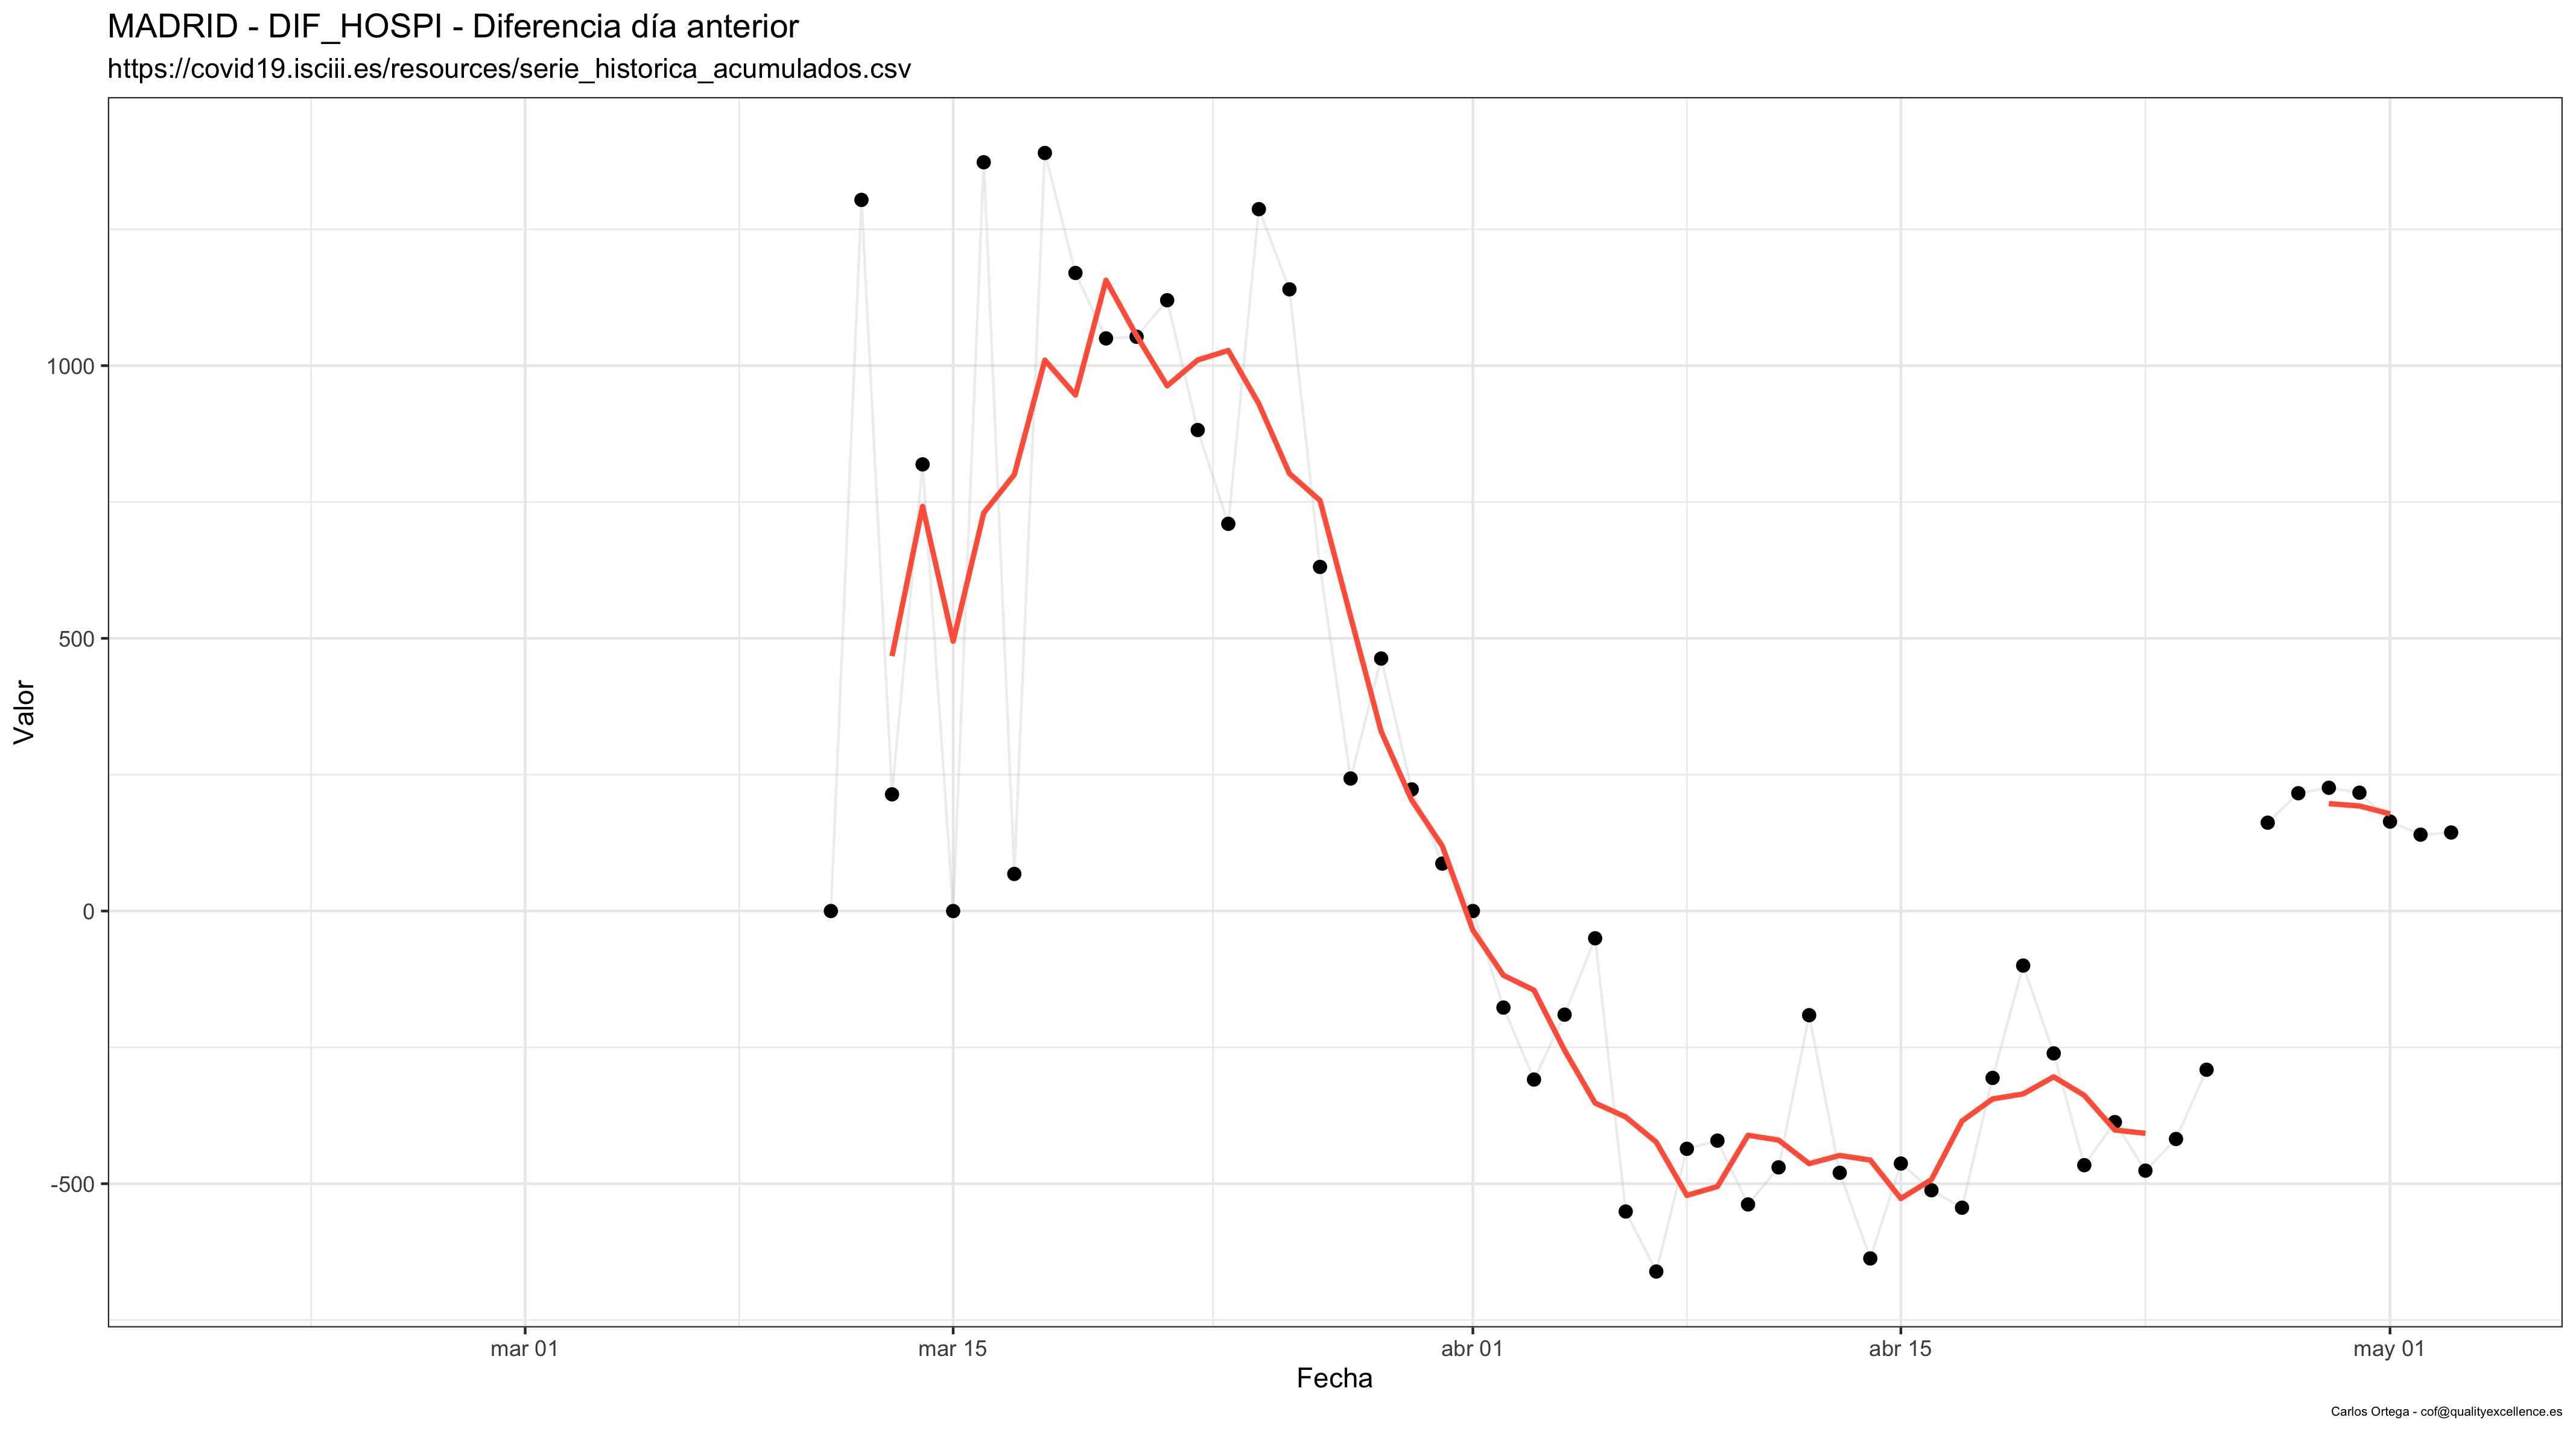 MADRID - DIF_HOSPI - Diferencia día anterior
https://covid19.isciii.es/resources/serie_historica_acumulados.csv
1000
500
0
-500
Valor
mar 01
mar 15
abr 01
abr 15
may 01
Fecha
Carlos Ortega - cof@qualityexcellence.es